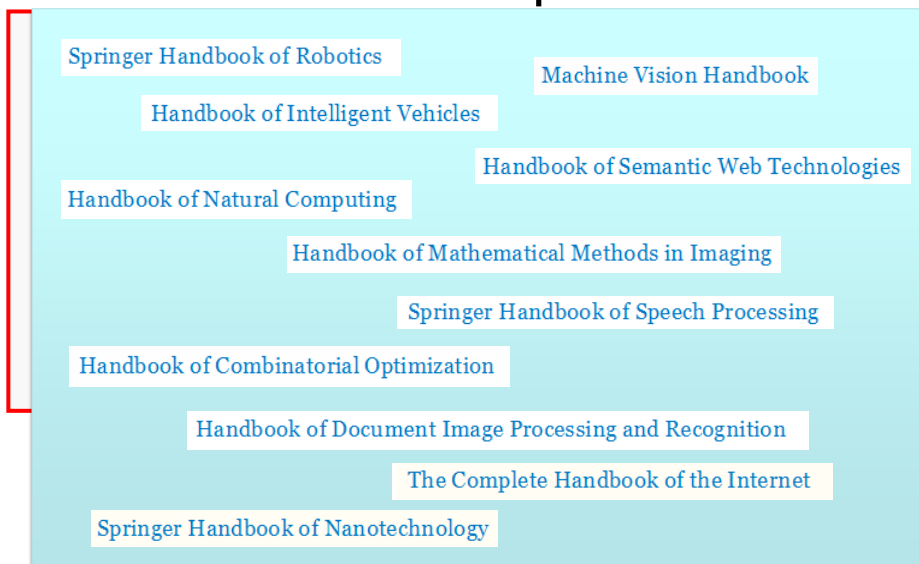 Springer Handbook of Robotics
Machine Vision Handbook
Handbook of Intelligent Vehicles
Handbook of Semantic Web Technologies
Handbook of Natural Computing
Handbook of Mathematical Methods in Imaging
Springer Handbook of Speech Processing
Handbook of Combinatorial Optimization
Handbook of Document Image Processing and Recognition
The Complete Handbook of the Internet
Springer Handbook of Nanotechnology